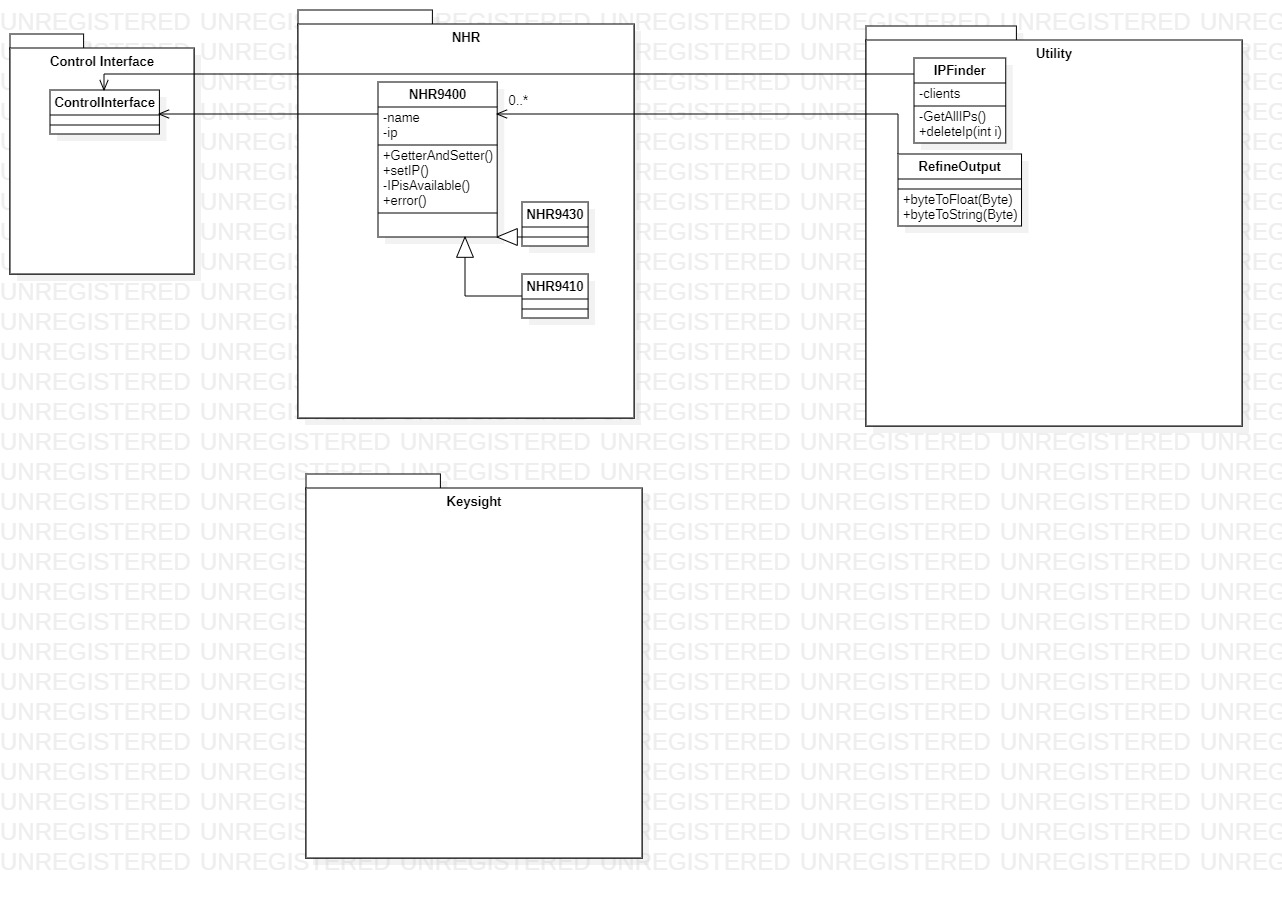 Control Interface
ControlInterface
NHR
NHR9400
-name
-ip
+GetterAndSetter()
+setIP()
-IPisAvailable()
+error()
0..*
NHR9430
NHR9410
Utility
IPFinder
-clients
-GetAllIPs()
+deleteIp(int i)
RefineOutput
+byteToFloat(Byte)
+byteToString(Byte)
Keysight
UNREGISTERED UNREGISTERED UNREGISTERED UNREGISTERED UNREGISTERED UNREGISTERED